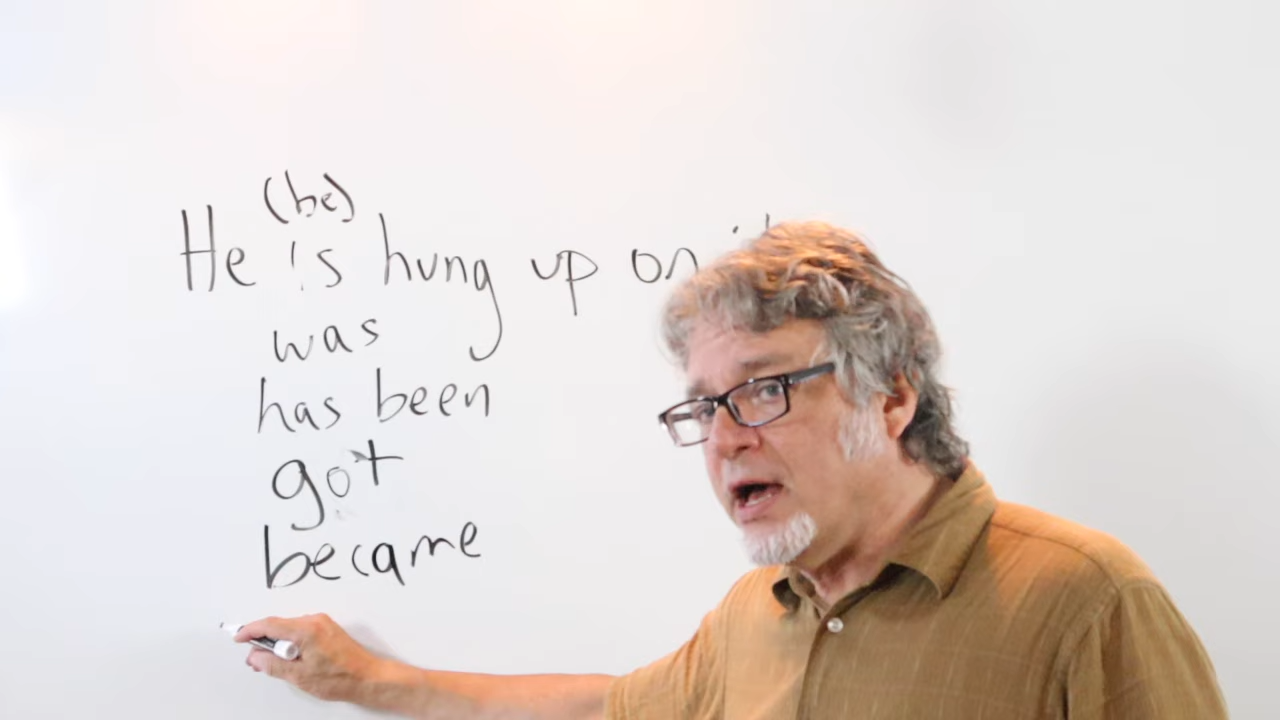 (be)
He is hung up on
was
has been
got
became